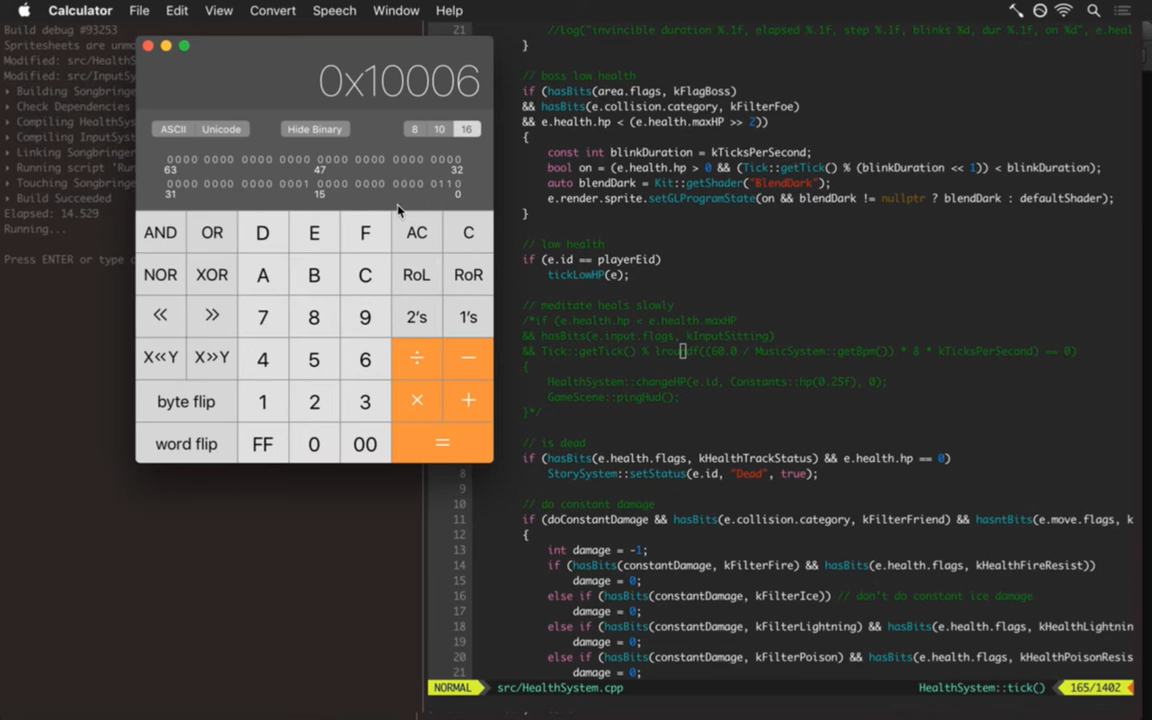 Calculator File Edit View Convert Speech Window Help
Build debug #93253
Spritesheets are unmo
Modified: src/HealthS
Modified: src/InputSy
▸ Building Songbringe
▸ Check Dependencies
▸ Compiling HealthSys
▸ Compiling InputSyst
▸ Linking Songbringer
▸ Running script 'Run
▸ Touching Songbringe
▸ Build Succeeded
Elapsed: 14.529
Running...
Press ENTER or type c
0x10006
ASCII Unicode Hide Binary 8 10 16
0000 0000 0000 0000 0000 0000 0000 0000
63 47 32
0000 0000 0000 0001 0000 0000 0000 0110
31 15 0
AND OR D E F AC C
NOR XOR A B C RoL RoR
<< >> 7 8 9 2's 1's
X<<Y X>>Y 4 5 6 ÷ −
byte flip 1 2 3 × +
word flip FF 0 00 =
21 //Log("invincible duration %.1f, elapsed %.1f, step %.1f, blinks %d, dur %.1f, on %d", e.heal
}
// boss low health
if (hasBits(area.flags, kFlagBoss)
&& hasBits(e.collision.category, kFilterFoe)
&& e.health.hp < (e.health.maxHP >> 2))
{
const int blinkDuration = kTicksPerSecond;
bool on = (e.health.hp > 0 && (Tick::getTick() % (blinkDuration << 1)) < blinkDuration);
auto blendDark = Kit::getShader("BlendDark");
e.render.sprite.setGLProgramState(on && blendDark != nullptr ? blendDark : defaultShader);
}
// low health
if (e.id == playerEid)
tickLowHP(e);
// meditate heals slowly
/*if (e.health.hp < e.health.maxHP
&& hasBits(e.input.flags, kInputSitting)
&& Tick::getTick() % lroundf((60.0 / MusicSystem::getBpm()) * 8 * kTicksPerSecond) == 0)
{
HealthSystem::changeHP(e.id, Constants::hp(0.25f), 0);
GameScene::pingHud();
}*/
// is dead
if (hasBits(e.health.flags, kHealthTrackStatus) && e.health.hp == 0)
8 StorySystem::setStatus(e.id, "Dead", true);
9
10 // do constant damage
11 if (doConstantDamage && hasBits(e.collision.category, kFilterFriend) && hasntBits(e.move.flags, k
12 {
13 int damage = -1;
14 if (hasBits(constantDamage, kFilterFire) && hasBits(e.health.flags, kHealthFireResist))
15 damage = 0;
16 else if (hasBits(constantDamage, kFilterIce)) // don't do constant ice damage
17 damage = 0;
18 else if (hasBits(constantDamage, kFilterLightning) && hasBits(e.health.flags, kHealthLightnin
19 damage = 0;
20 else if (hasBits(constantDamage, kFilterPoison) && hasBits(e.health.flags, kHealthPoisonResis
21 damage = 0;
NORMAL src/HealthSystem.cpp HealthSystem::tick() 165/1402